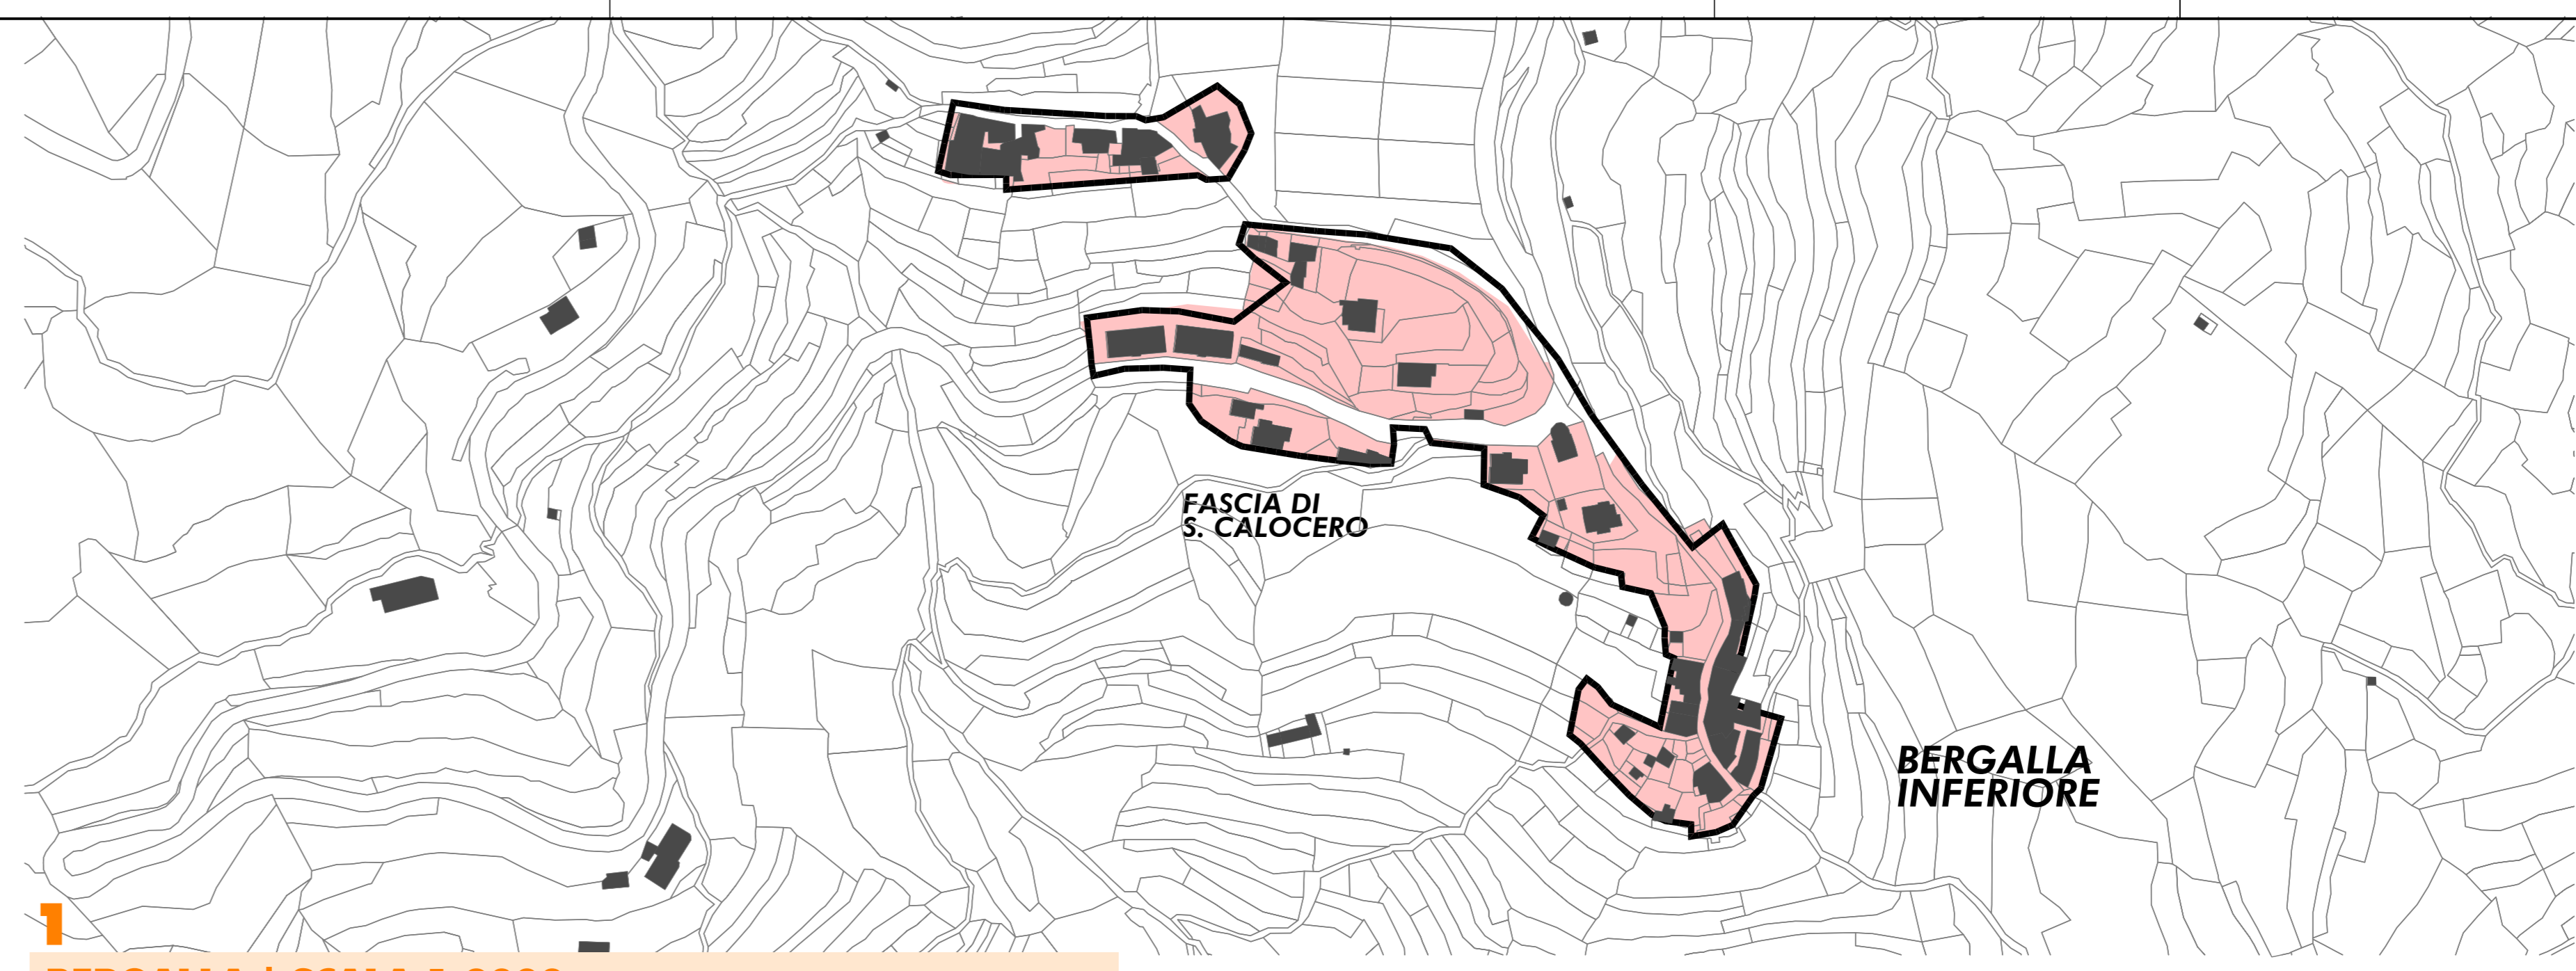 FASCIA DI
S. CALOCERO
BERGALLA
INFERIORE
1